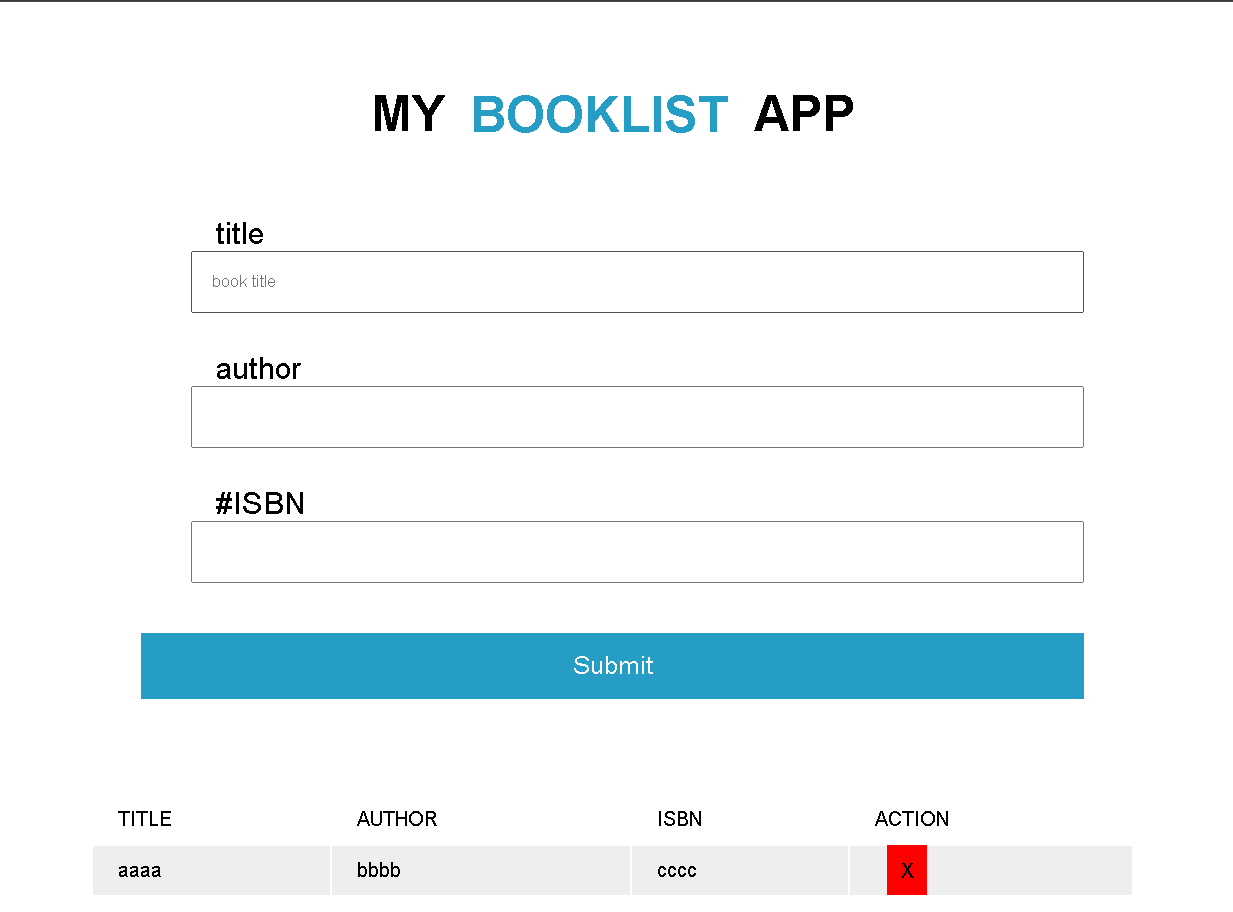 MY BOOKLIST APP
title
book title
author
#ISBN
Submit
TITLE AUTHOR ISBN ACTION
aaaa bbbb cccc X